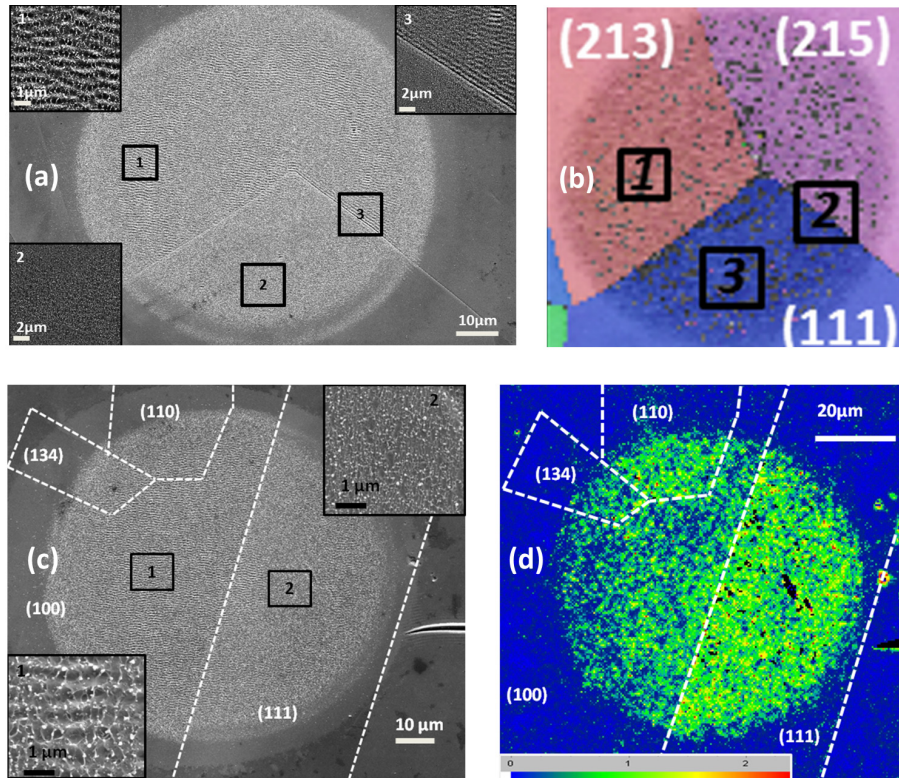 1
1µm
3
2µm
(a)
1
3
2
2
2µm
10µm
(213)
(215)
(b)
1
2
3
(111)
(110)
(134)
2
1 µm
(c)
1
2
(100)
1
1 µm
(111)
10 µm
(110)
20µm
(134)
(d)
(100)
(111)
0 1 2